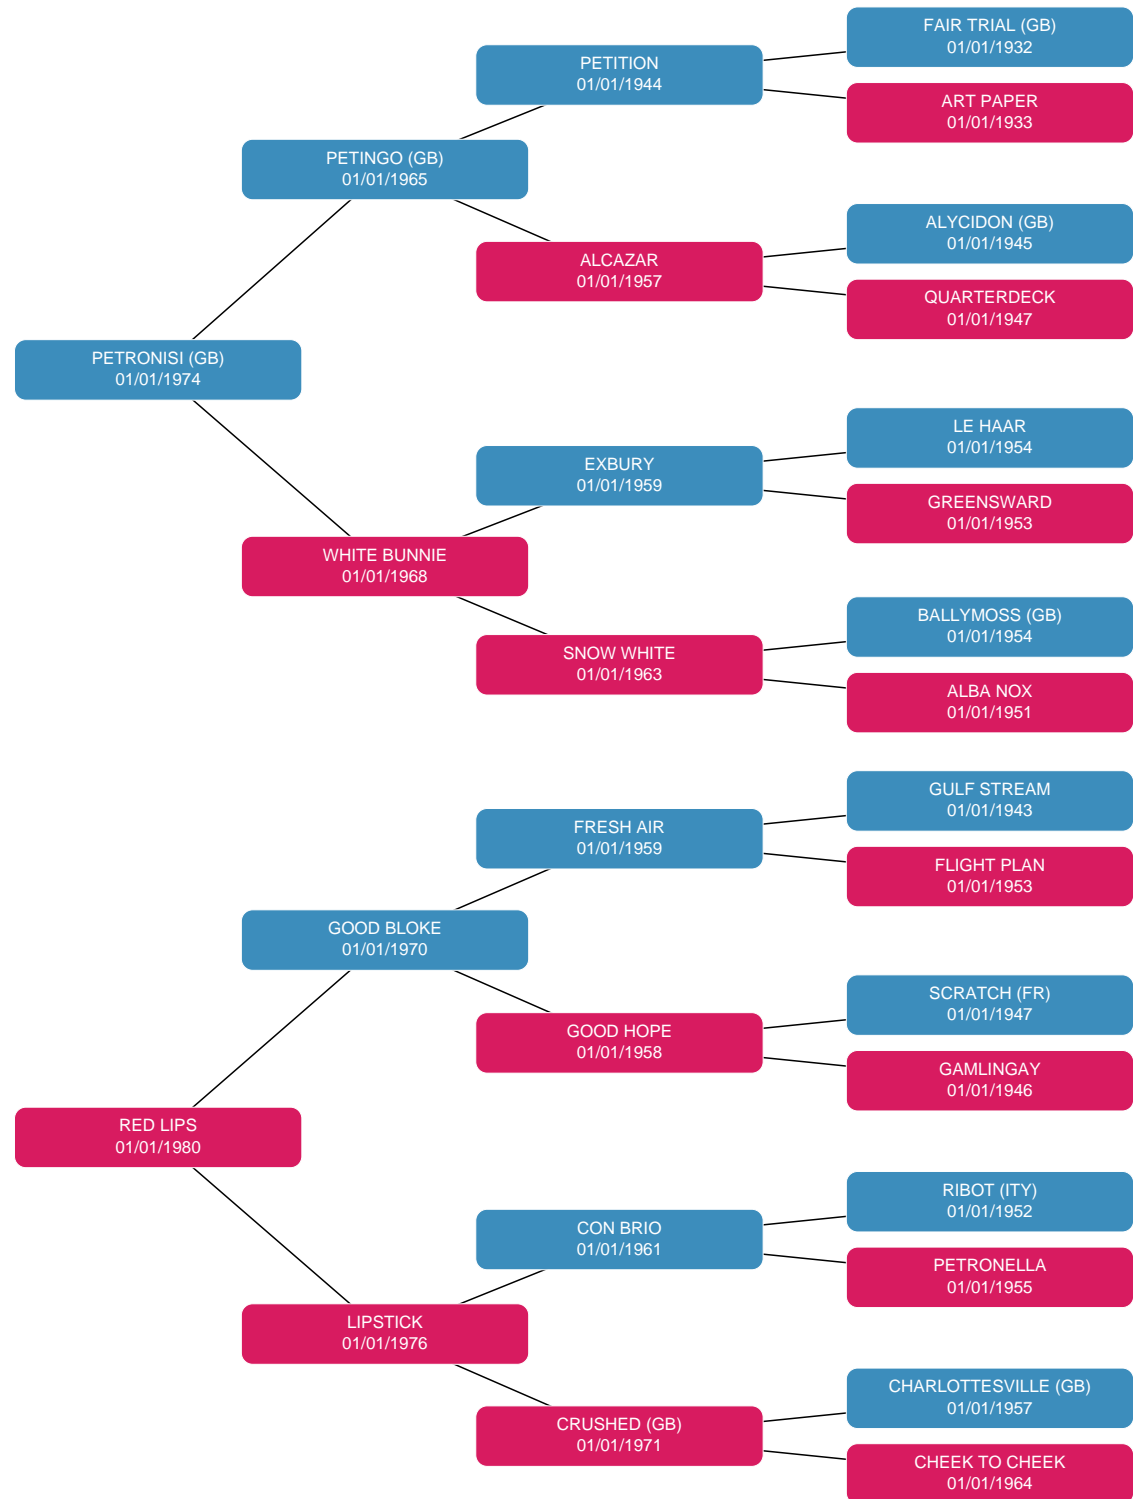 FAIR TRIAL (GB)
01/01/1932
PETITION
01/01/1944
ART PAPER
01/01/1933
PETINGO (GB)
01/01/1965
ALYCIDON (GB)
01/01/1945
ALCAZAR
01/01/1957
QUARTERDECK
01/01/1947
PETRONISI (GB)
01/01/1974
LE HAAR
01/01/1954
EXBURY
01/01/1959
GREENSWARD
01/01/1953
WHITE BUNNIE
01/01/1968
BALLYMOSS (GB)
01/01/1954
SNOW WHITE
01/01/1963
ALBA NOX
01/01/1951
GULF STREAM
01/01/1943
FRESH AIR
01/01/1959
FLIGHT PLAN
01/01/1953
GOOD BLOKE
01/01/1970
SCRATCH (FR)
01/01/1947
GOOD HOPE
01/01/1958
GAMLINGAY
01/01/1946
RED LIPS
01/01/1980
RIBOT (ITY)
01/01/1952
CON BRIO
01/01/1961
PETRONELLA
01/01/1955
LIPSTICK
01/01/1976
CHARLOTTESVILLE (GB)
01/01/1957
CRUSHED (GB)
01/01/1971
CHEEK TO CHEEK
01/01/1964